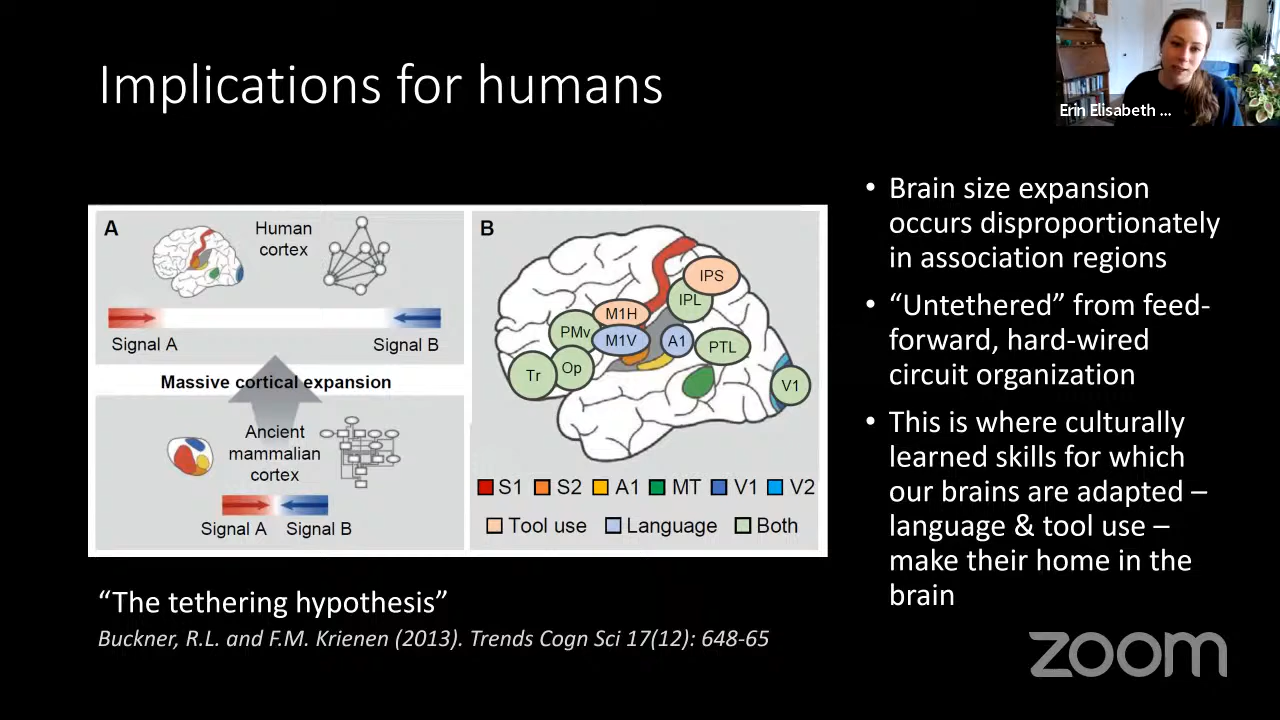 Implications for humans
Erin Elisabeth ...
A
Human
cortex
Signal A
Signal B
Massive cortical expansion
Ancient
mammalian
cortex
Signal A
Signal B
B
IPS
IPL
M1H
PMv
M1V
A1
PTL
Tr
Op
V1
S1
S2
A1
MT
V1
V2
Tool use
Language
Both
“The tethering hypothesis”
Buckner, R.L. and F.M. Krienen (2013). Trends Cogn Sci 17(12): 648-65
• Brain size expansion
occurs disproportionately
in association regions
• “Untethered” from feed-
forward, hard-wired
circuit organization
• This is where culturally
learned skills for which
our brains are adapted –
language & tool use –
make their home in the
brain
zoom